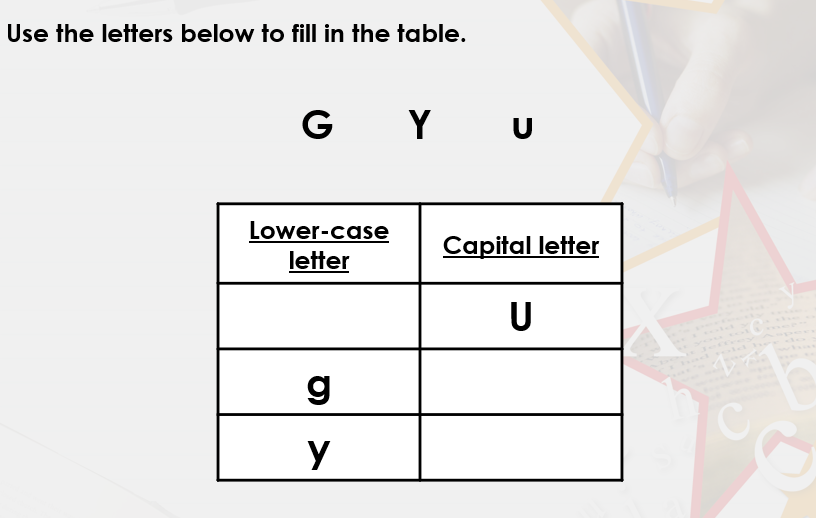 Use the letters below to fill in the table.
G Y u
Lower-case
letter
Capital letter
U
g
y